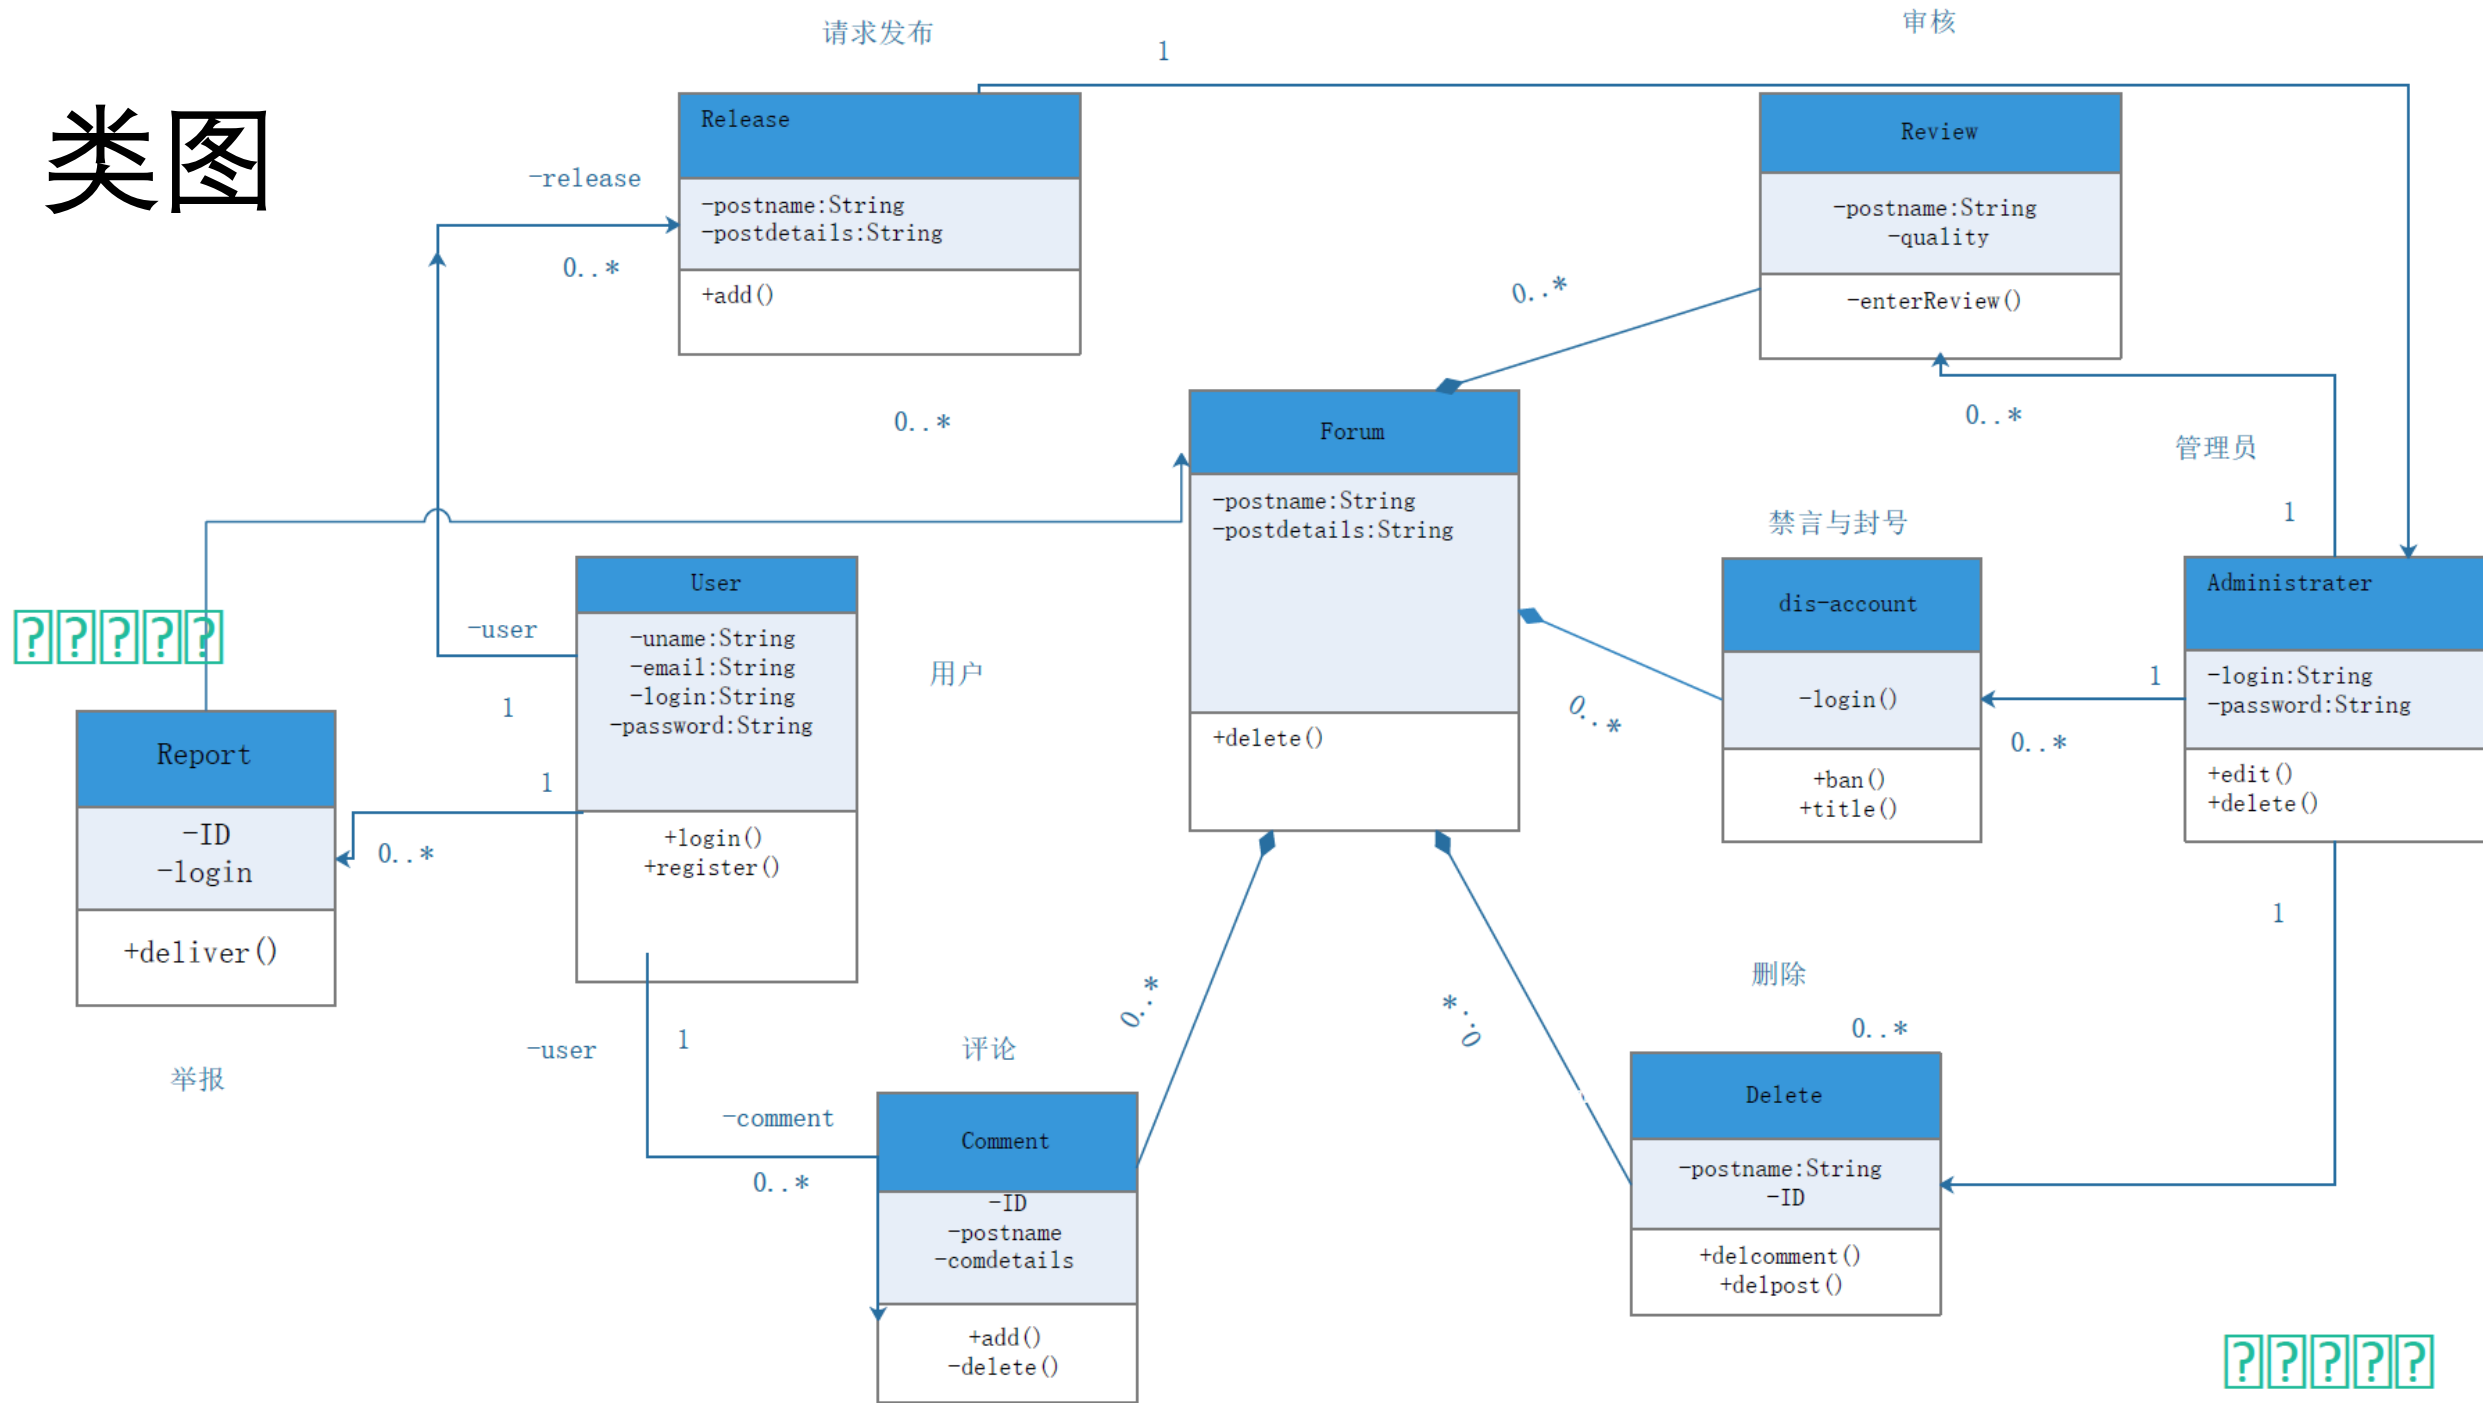 类图
请求发布
1
审核
Release
-postname:String
-postdetails:String
+add()
-release
0..*
Review
-postname:String
-quality
-enterReview()
0..*
0..*
0..*
管理员
1
Forum
-postname:String
-postdetails:String
+delete()
禁言与封号
dis-account
-login()
+ban()
+title()
0..*
1
0..*
Administrater
-login:String
-password:String
+edit()
+delete()
User
-uname:String
-email:String
-login:String
-password:String
+login()
+register()
-user
1
用户
1
0..*
Report
-ID
-login
+deliver()
举报
-user
1
-comment
0..*
评论
Comment
-ID
-postname
-comdetails
+add()
-delete()
0..*
0..*
删除
0..*
1
Delete
-postname:String
-ID
+delcomment()
+delpost()